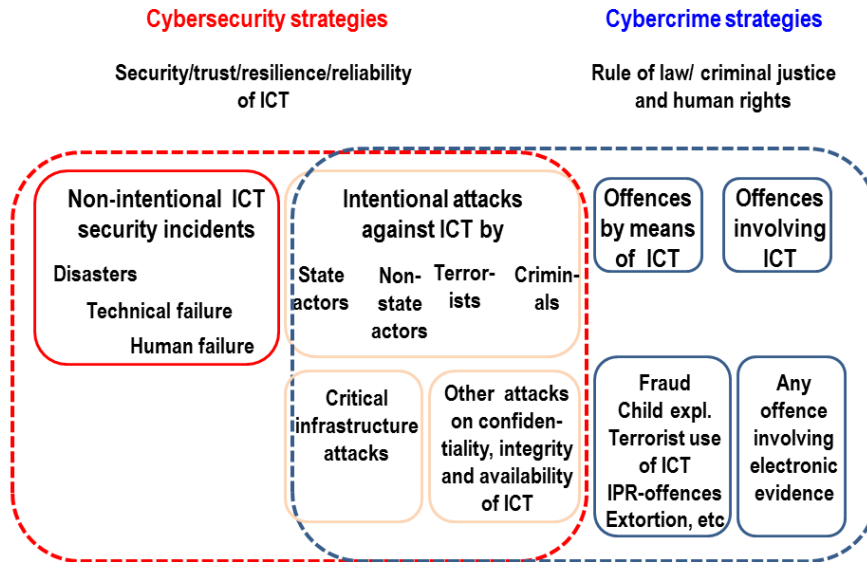 Cybersecurity strategies
Cybercrime strategies
Security/trust/resilience/reliability
of ICT
Rule of law/ criminal justice
and human rights
Non-intentional ICT
security incidents
Disasters
Technical failure
Human failure
Intentional attacks
against ICT by
State
actors
Non-
state
actors
Terror-
ists
Crimin-
als
Offences
by means
of ICT
Offences
involving
ICT
Critical
infrastructure
attacks
Other attacks
on confiden-
tiality, integrity
and availability
of ICT
Fraud
Child expl.
Terrorist use
of ICT
IPR-offences
Extortion, etc
Any
offence
involving
electronic
evidence